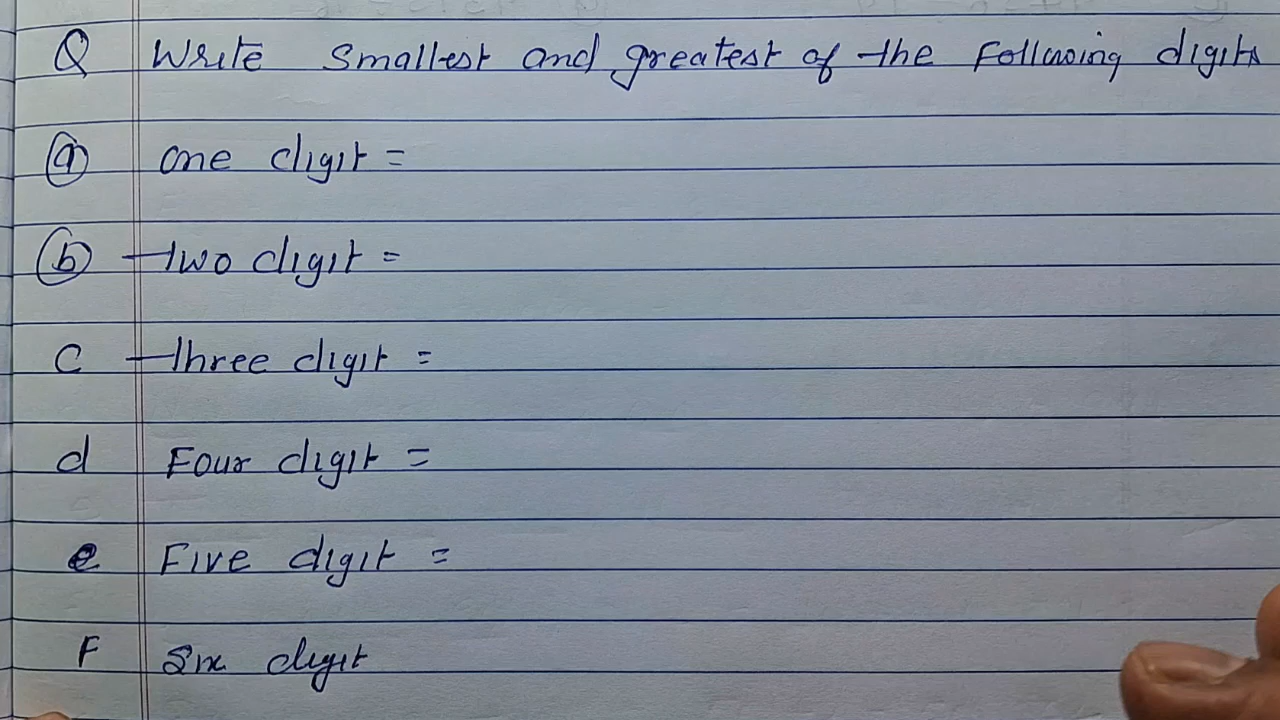 Q Write smallest and greatest of the Following digits
a one digit =
b two digit =
c three digit =
d Four digit =
e Five digit =
F Six digit